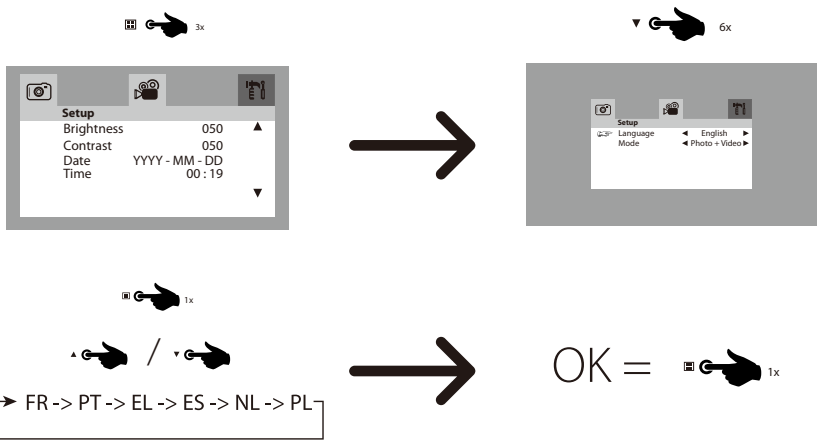 3x
6x
Setup
Brightness 050
Contrast 050
Date YYYY - MM - DD
Time 00 : 19
Setup
Language English
Mode Photo + Video
1x
/
FR -> PT -> EL -> ES -> NL -> PL
OK =
1x